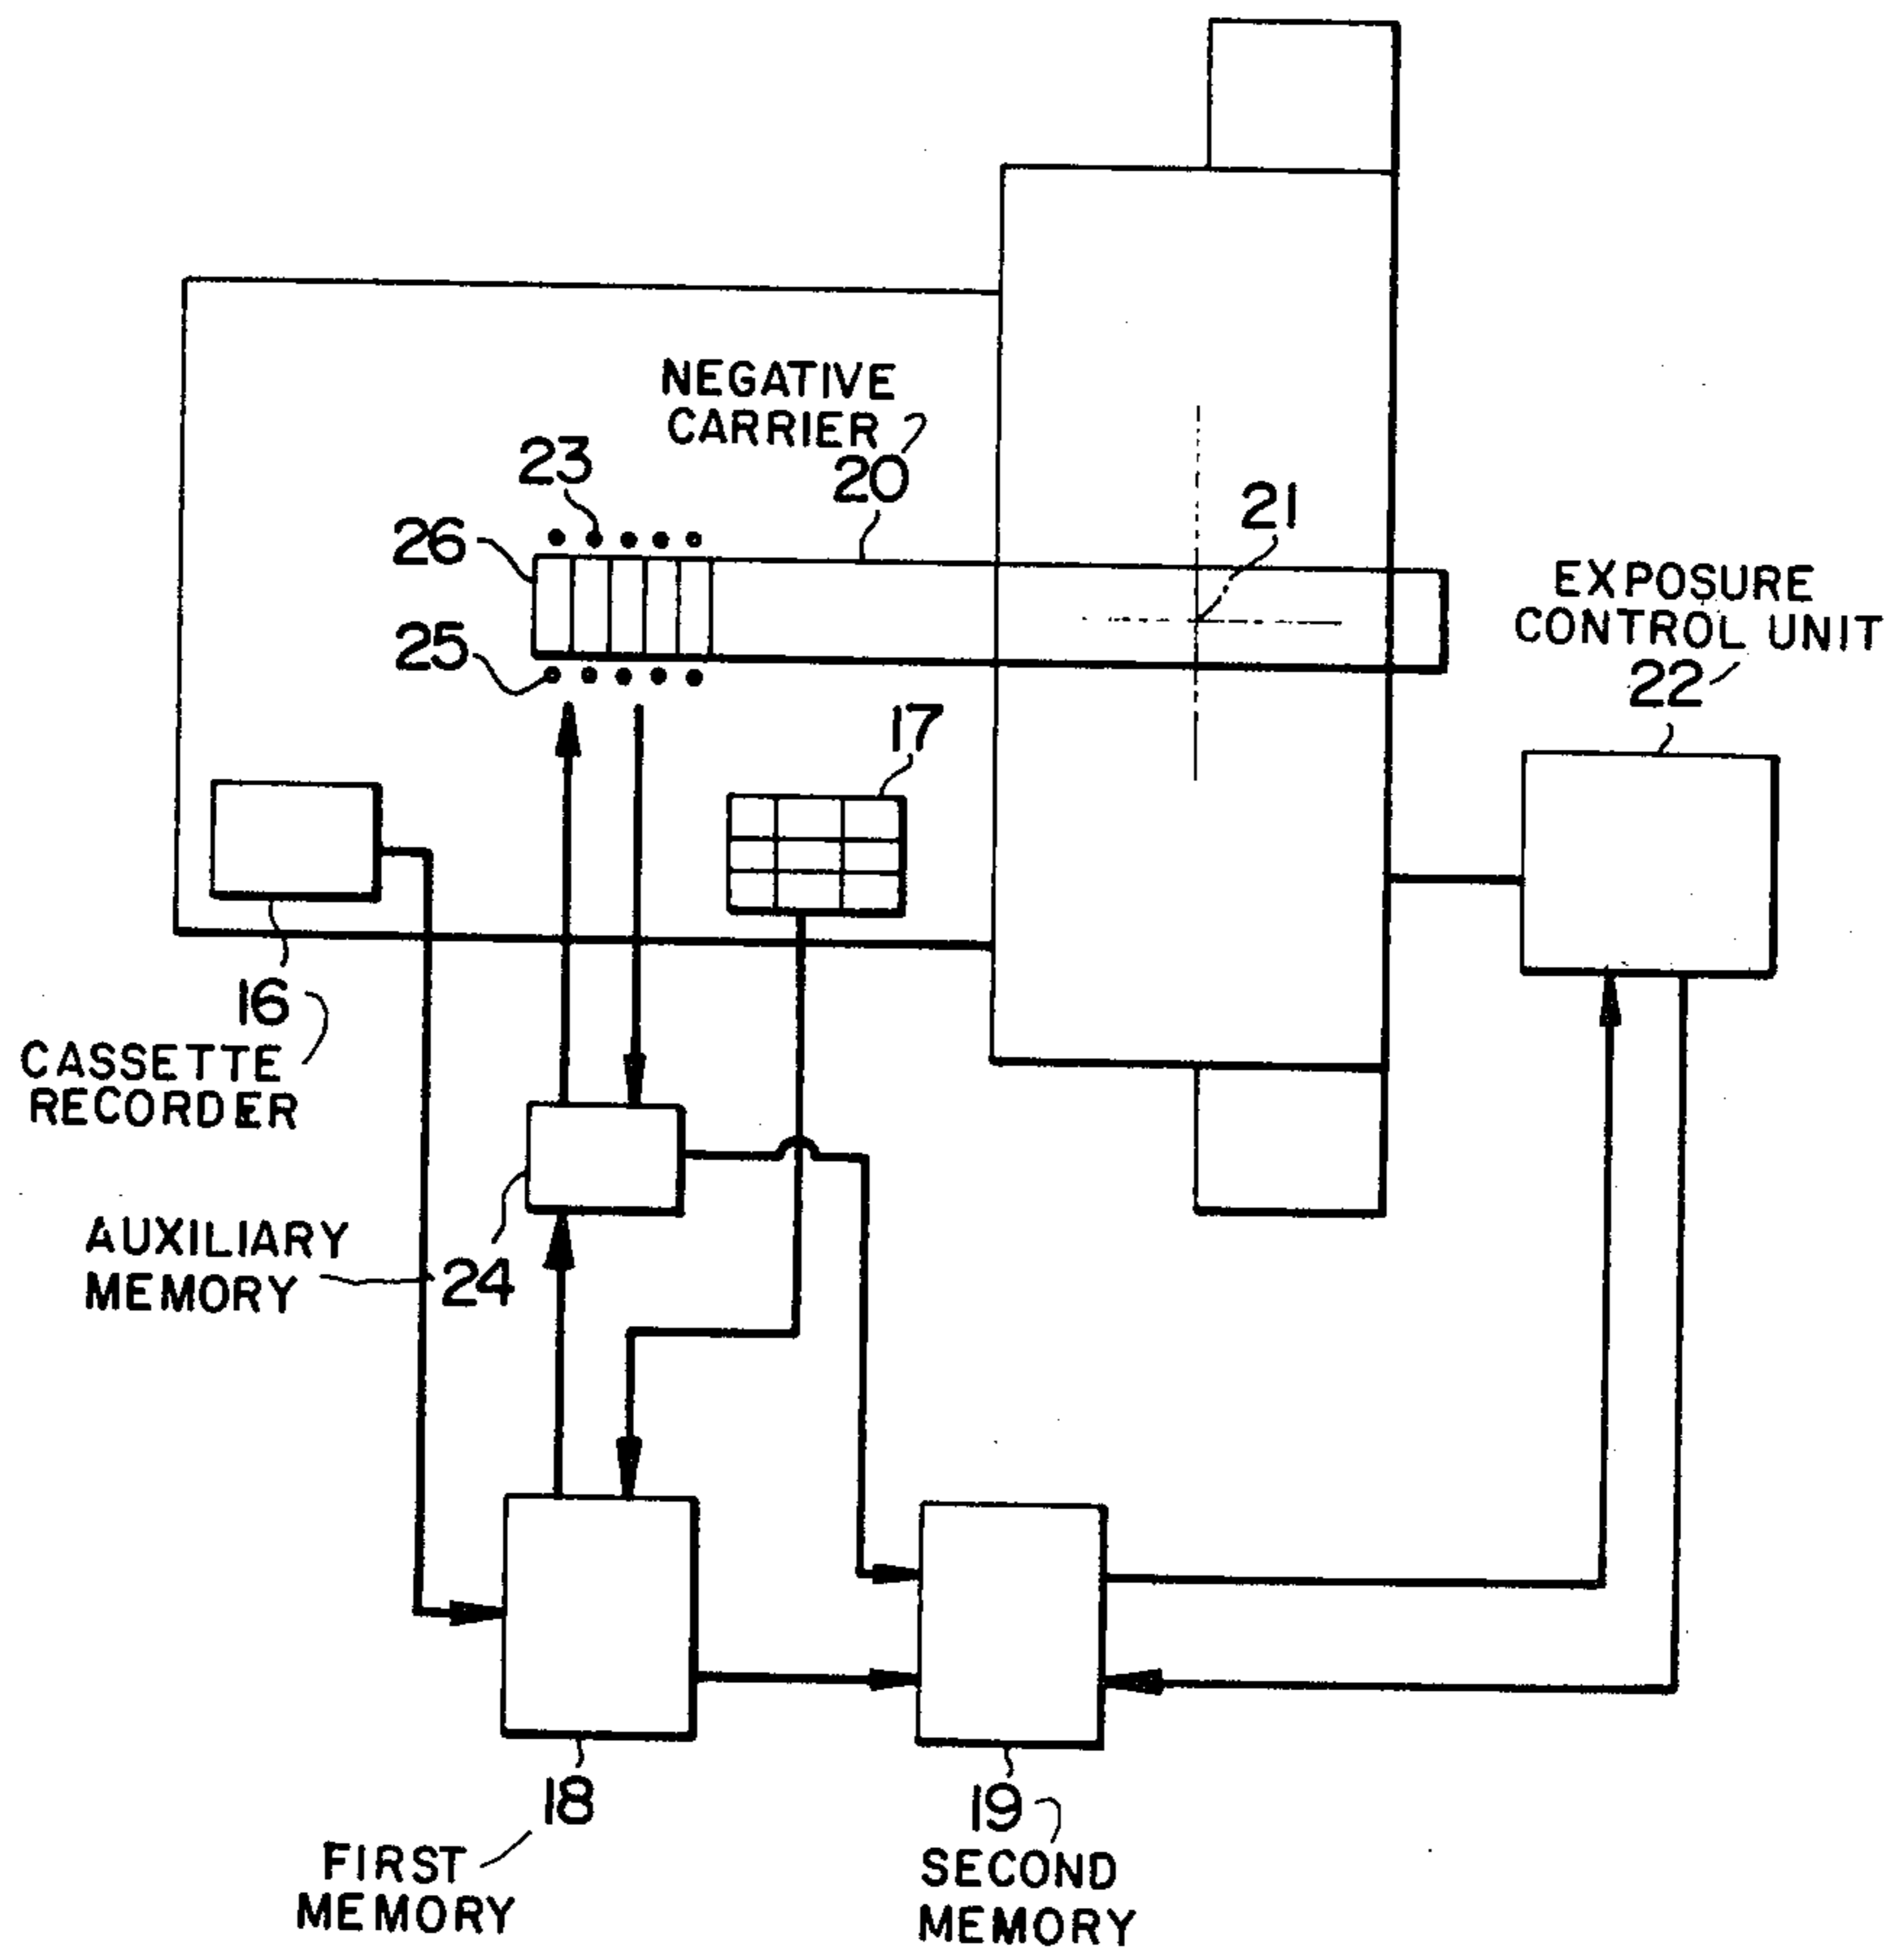 NEGATIVE
CARRIER
20
23
26
21
25
EXPOSURE
CONTROL UNIT
22
17
16
CASSETTE
RECORDER
AUXILIARY
MEMORY
24
18
FIRST
MEMORY
19
SECOND
MEMORY